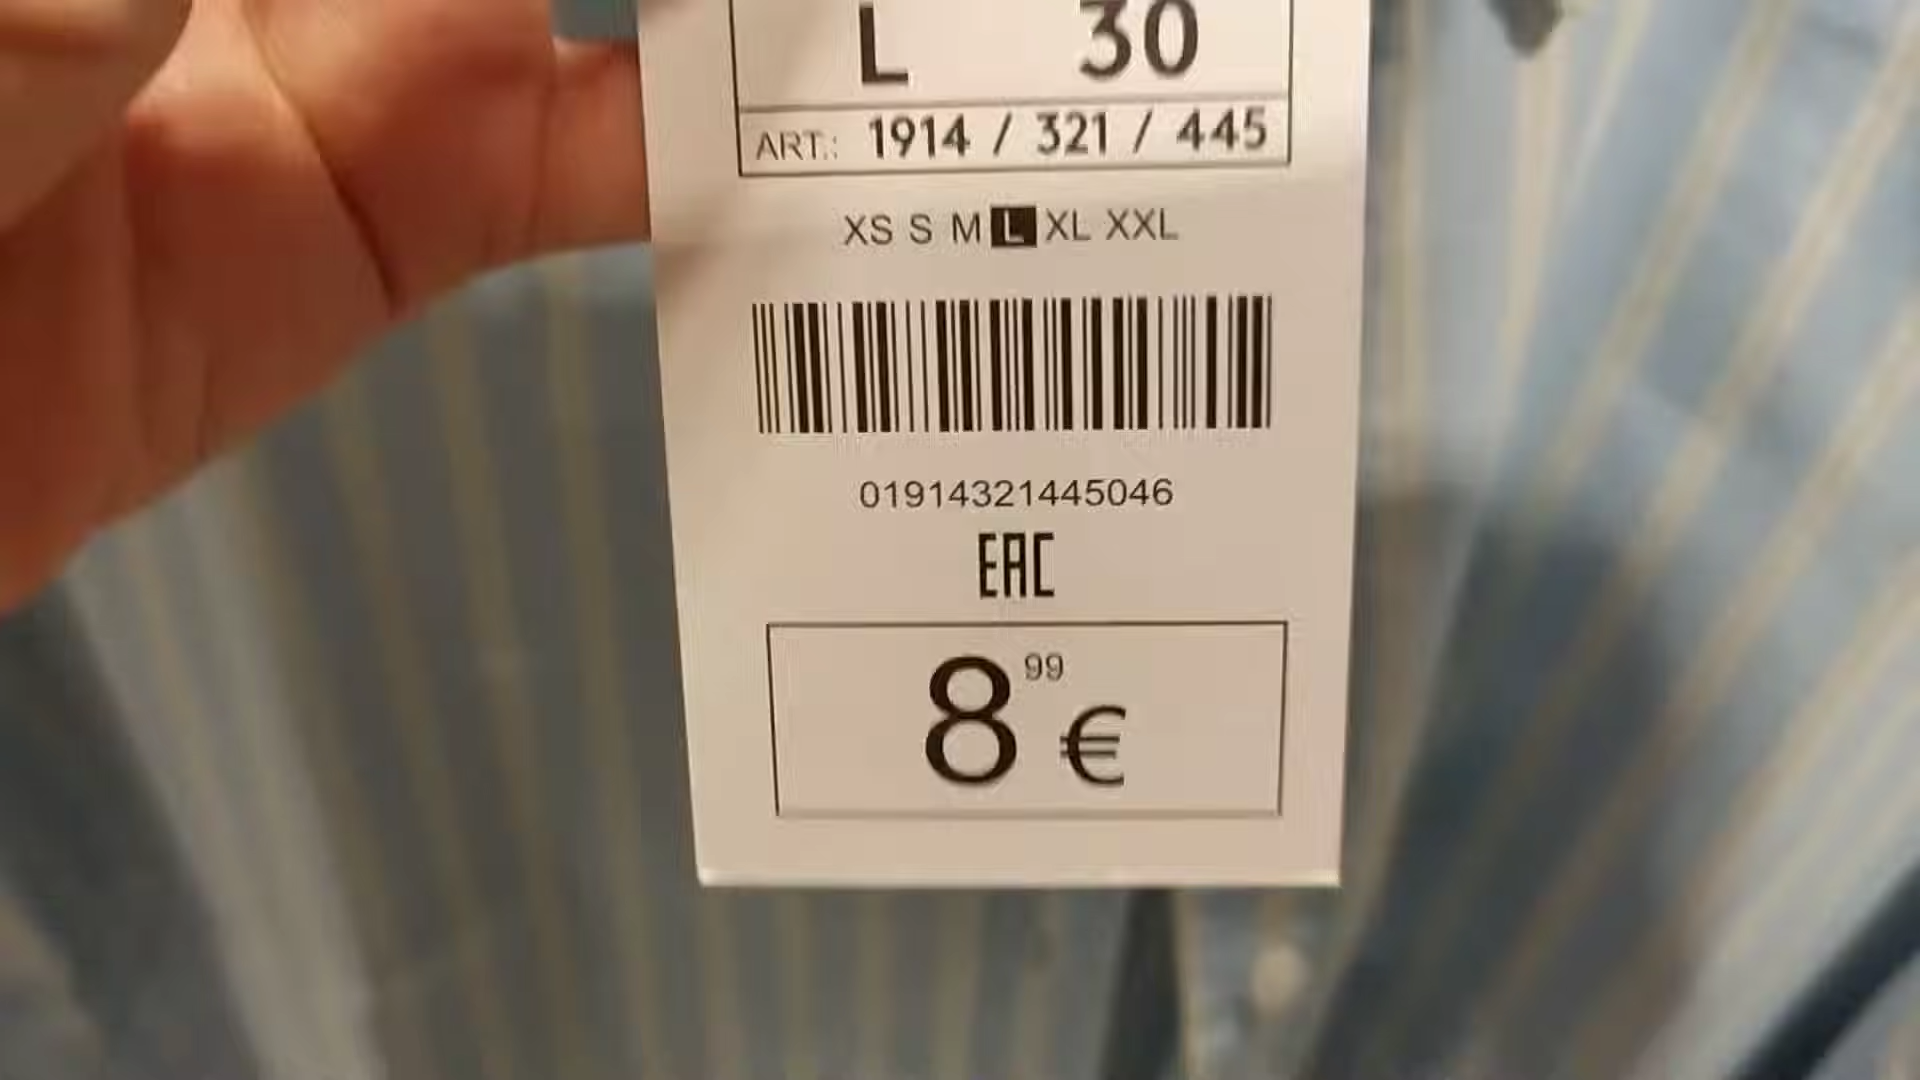 L 30
ART.: 1914 / 321 / 445
XS S M L XL XXL
01914321445046
EAC
8 99 €